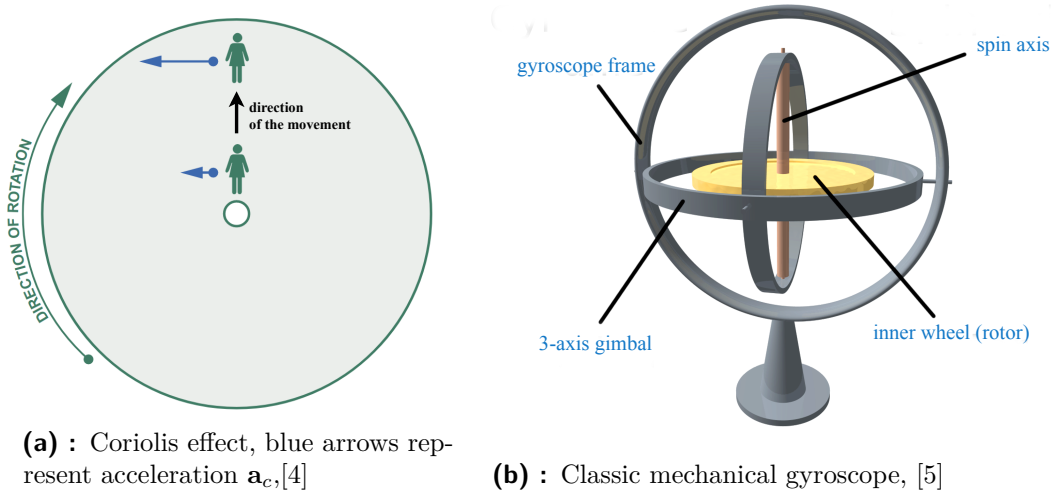 DIRECTION OF ROTATION
direction
of the movement
(a) : Coriolis effect, blue arrows rep-
resent acceleration a_c,[4]
gyroscope frame
spin axis
3-axis gimbal
inner wheel (rotor)
(b) : Classic mechanical gyroscope, [5]